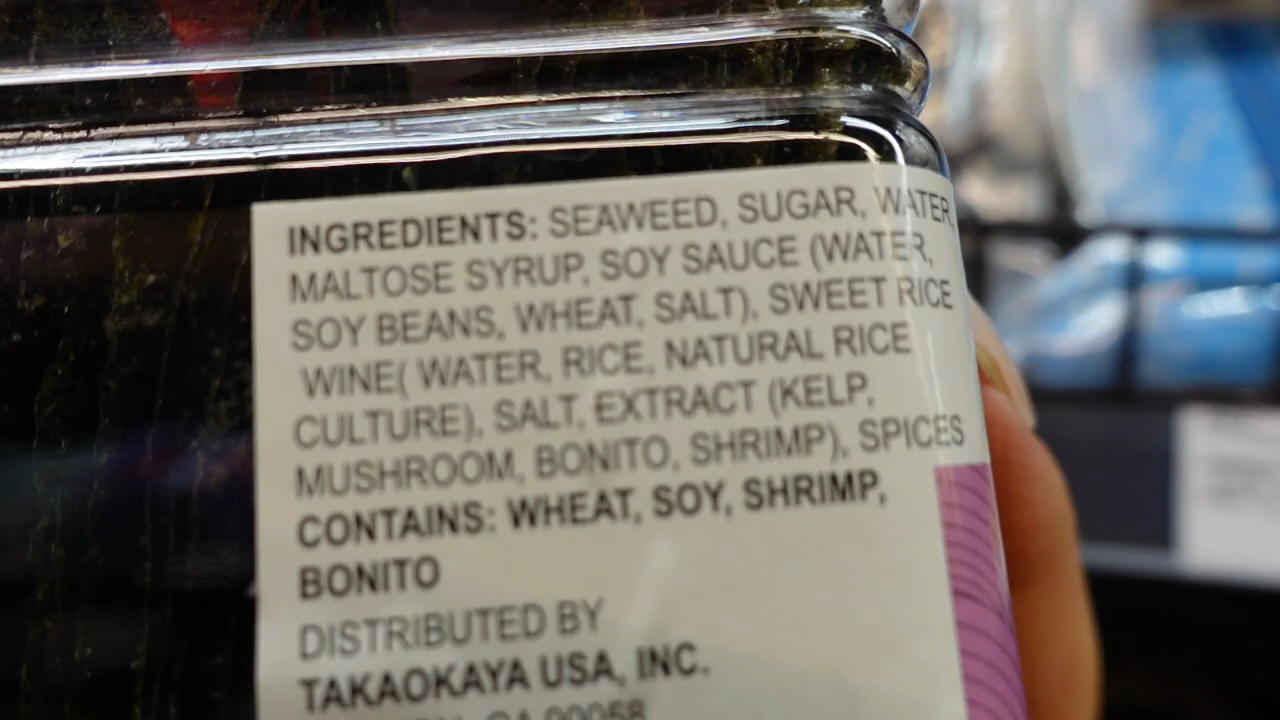 INGREDIENTS: SEAWEED, SUGAR, WATER,
MALTOSE SYRUP, SOY SAUCE (WATER,
SOY BEANS, WHEAT, SALT), SWEET RICE
WINE( WATER, RICE, NATURAL RICE
CULTURE), SALT, EXTRACT (KELP,
MUSHROOM, BONITO, SHRIMP), SPICES
CONTAINS: WHEAT, SOY, SHRIMP,
BONITO
DISTRIBUTED BY
TAKAOKAYA USA, INC.
CA 90058